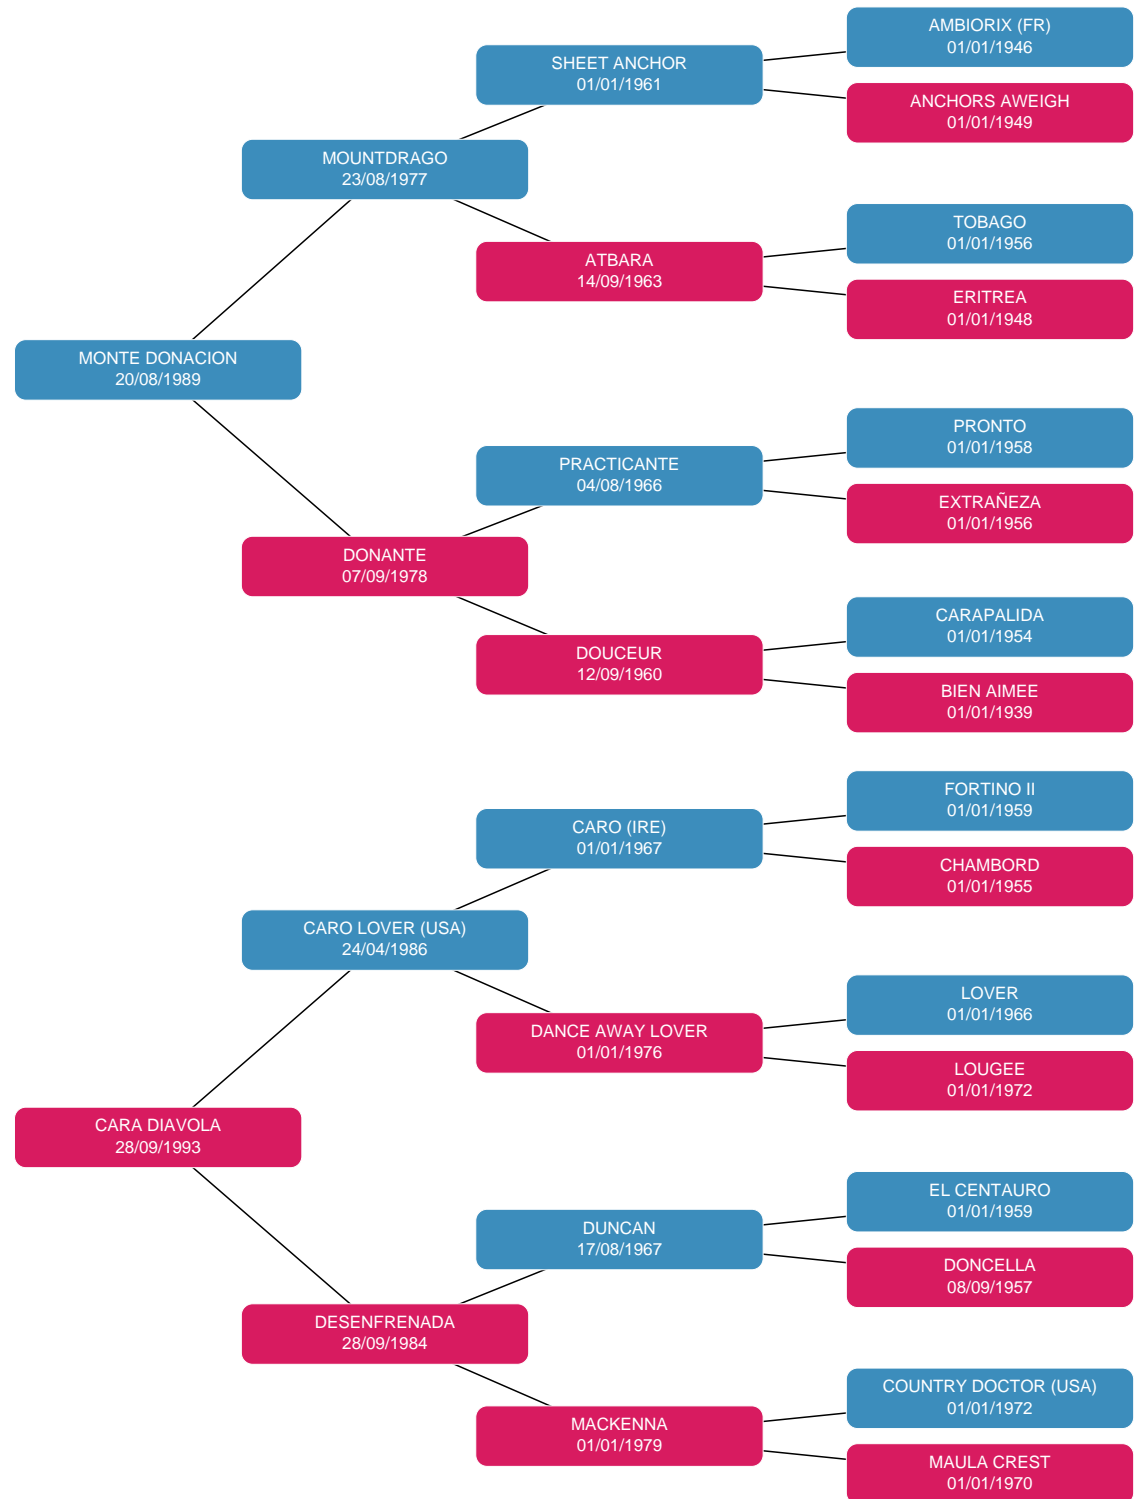 AMBIORIX (FR)
01/01/1946
SHEET ANCHOR
01/01/1961
ANCHORS AWEIGH
01/01/1949
MOUNTDRAGO
23/08/1977
TOBAGO
01/01/1956
ATBARA
14/09/1963
ERITREA
01/01/1948
MONTE DONACION
20/08/1989
PRONTO
01/01/1958
PRACTICANTE
04/08/1966
EXTRAÑEZA
01/01/1956
DONANTE
07/09/1978
CARAPALIDA
01/01/1954
DOUCEUR
12/09/1960
BIEN AIMEE
01/01/1939
FORTINO II
01/01/1959
CARO (IRE)
01/01/1967
CHAMBORD
01/01/1955
CARO LOVER (USA)
24/04/1986
LOVER
01/01/1966
DANCE AWAY LOVER
01/01/1976
LOUGEE
01/01/1972
CARA DIAVOLA
28/09/1993
EL CENTAURO
01/01/1959
DUNCAN
17/08/1967
DONCELLA
08/09/1957
DESENFRENADA
28/09/1984
COUNTRY DOCTOR (USA)
01/01/1972
MACKENNA
01/01/1979
MAULA CREST
01/01/1970